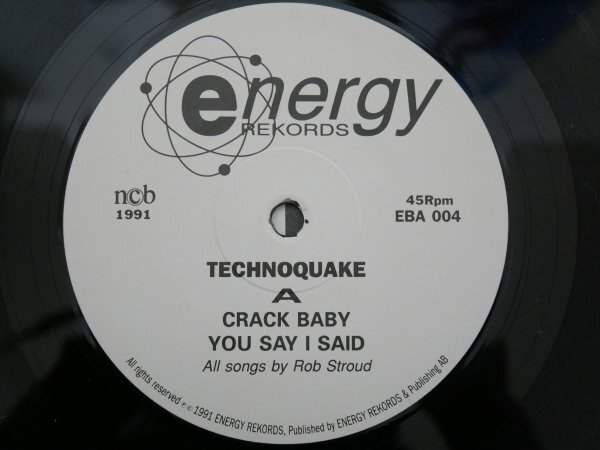 energy
REKORDS
ncb
1991
45Rpm
EBA 004
TECHNOQUAKE
A
CRACK BABY
YOU SAY I SAID
All songs by Rob Stroud
All rights reserved ℗ © 1991 ENERGY REKORDS, Published by ENERGY REKORDS & Publishing AB